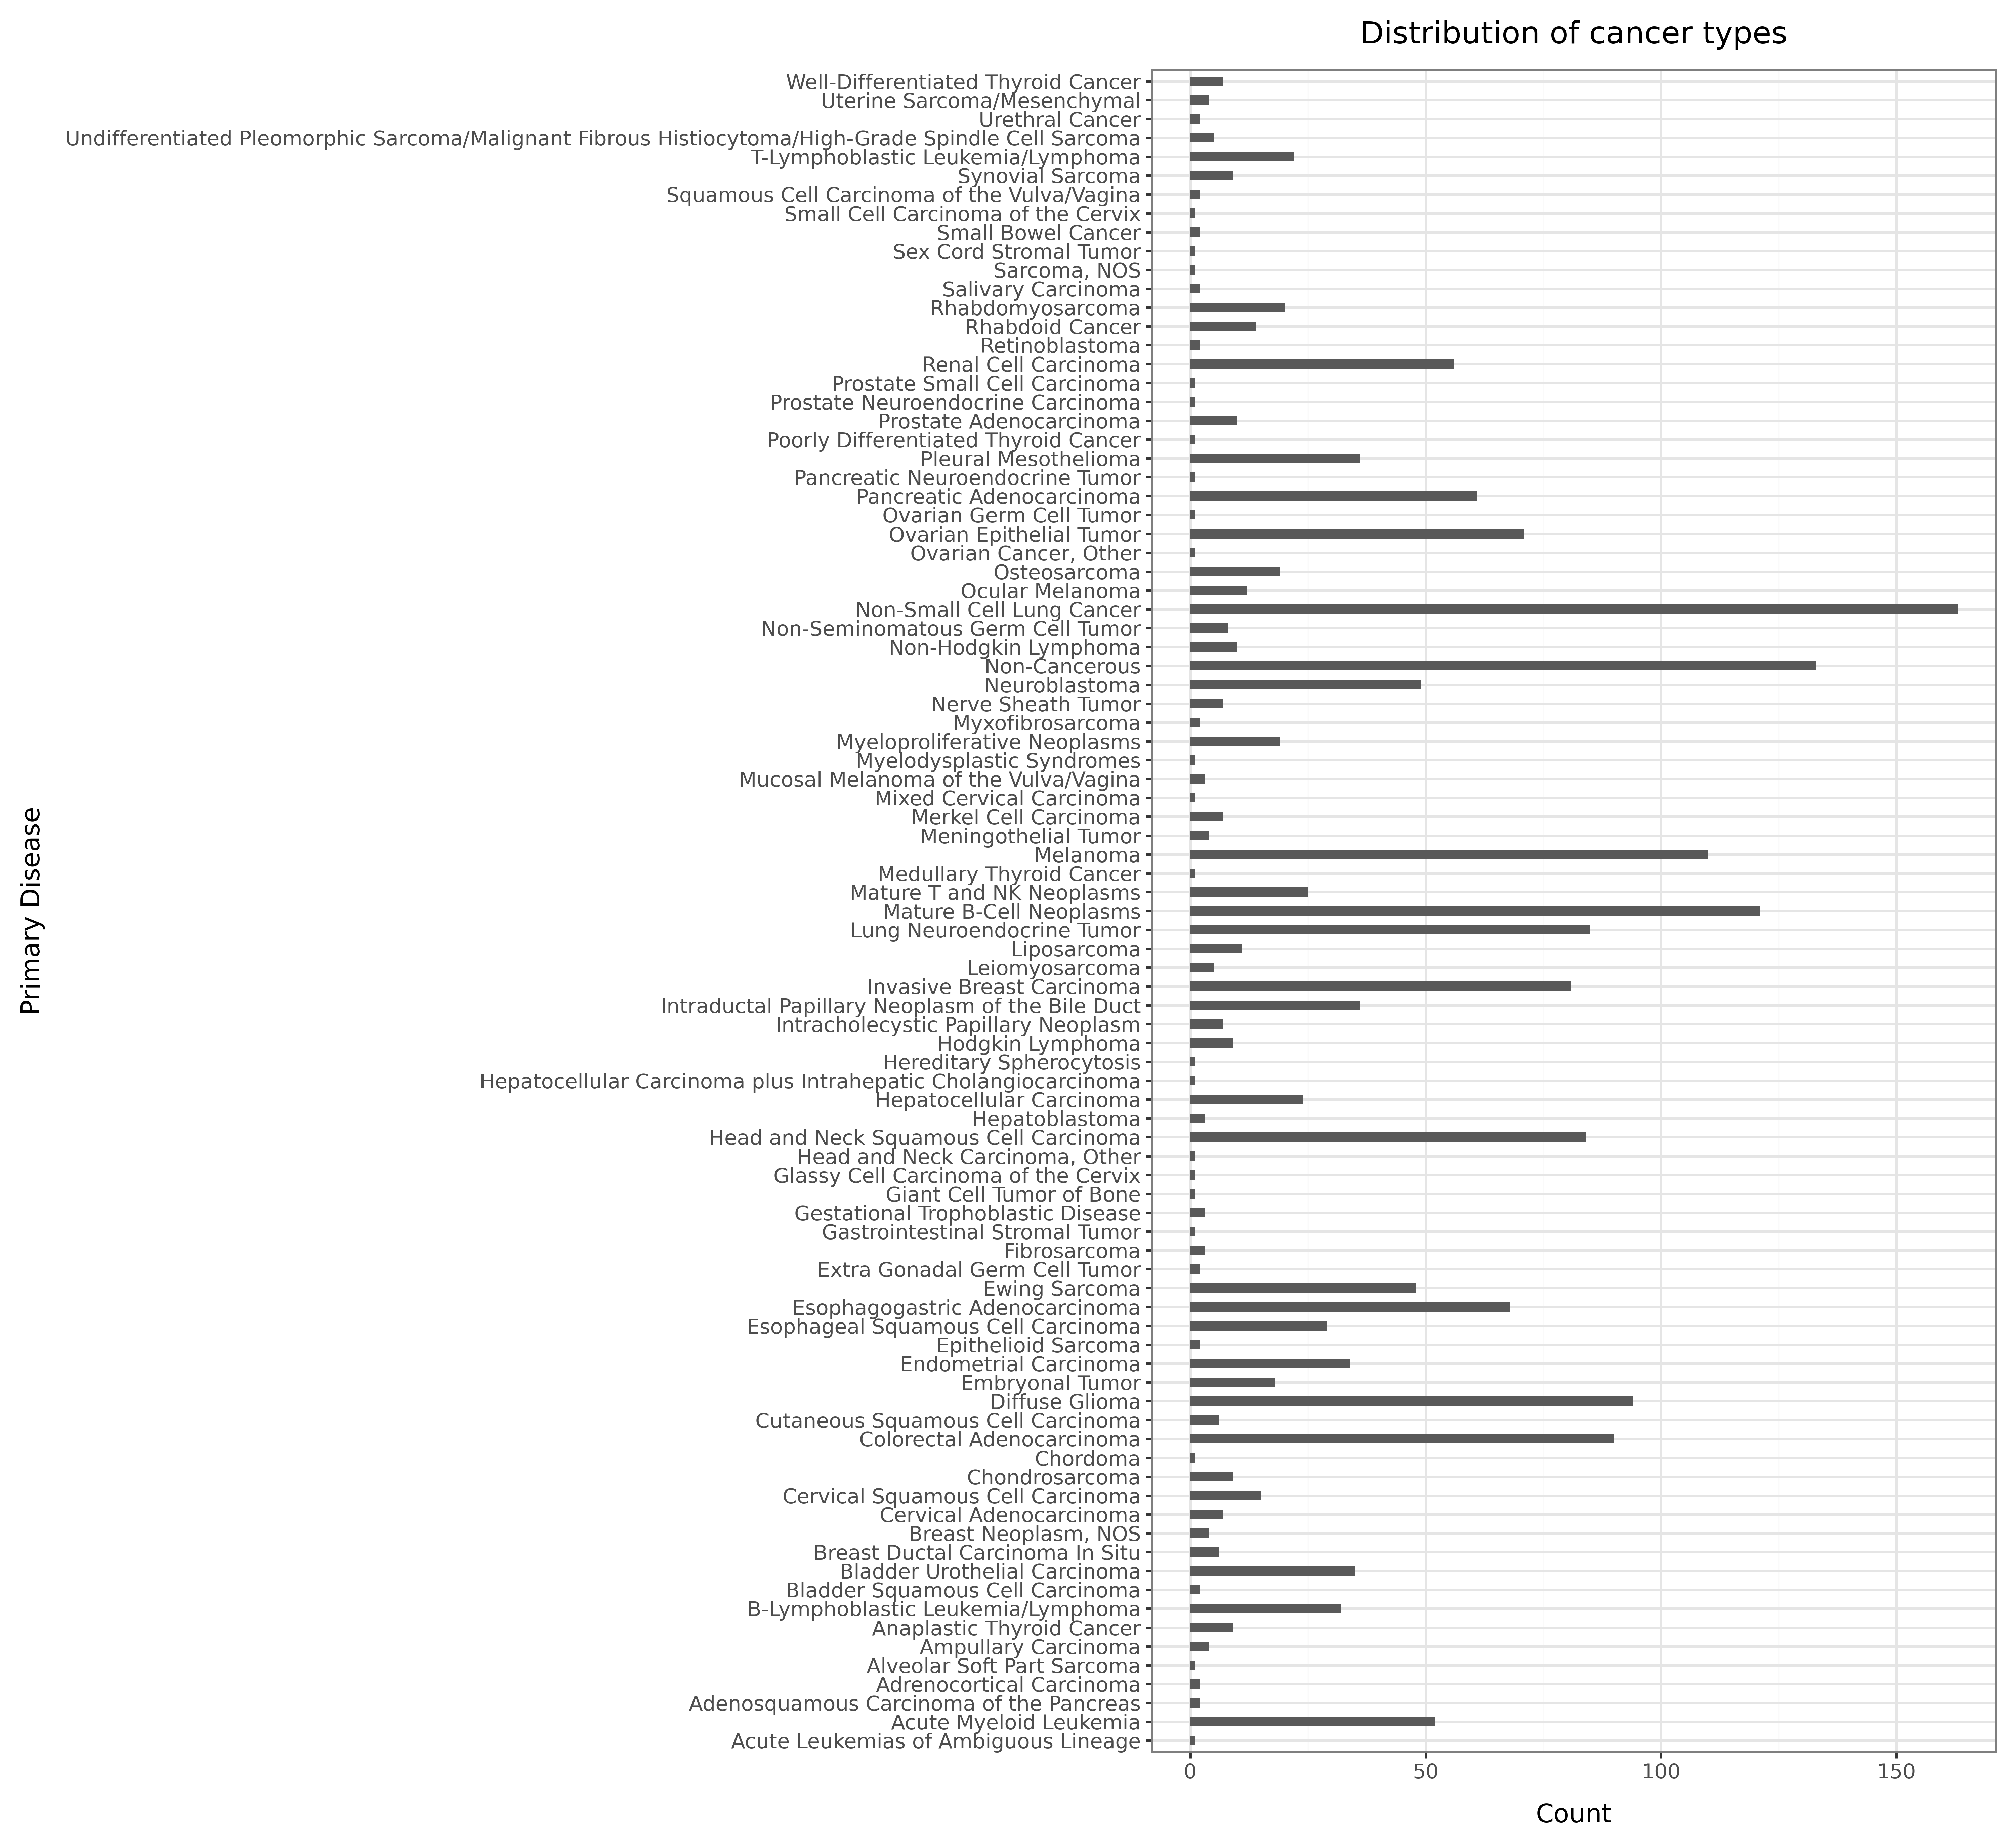 Distribution of cancer types
Well-Differentiated Thyroid Cancer
Uterine Sarcoma/Mesenchymal
Urethral Cancer
Undifferentiated Pleomorphic Sarcoma/Malignant Fibrous Histiocytoma/High-Grade Spindle Cell Sarcoma
T-Lymphoblastic Leukemia/Lymphoma
Synovial Sarcoma
Squamous Cell Carcinoma of the Vulva/Vagina
Small Cell Carcinoma of the Cervix
Small Bowel Cancer
Sex Cord Stromal Tumor
Sarcoma, NOS
Salivary Carcinoma
Rhabdomyosarcoma
Rhabdoid Cancer
Retinoblastoma
Renal Cell Carcinoma
Prostate Small Cell Carcinoma
Prostate Neuroendocrine Carcinoma
Prostate Adenocarcinoma
Poorly Differentiated Thyroid Cancer
Pleural Mesothelioma
Pancreatic Neuroendocrine Tumor
Pancreatic Adenocarcinoma
Ovarian Germ Cell Tumor
Ovarian Epithelial Tumor
Ovarian Cancer, Other
Osteosarcoma
Ocular Melanoma
Non-Small Cell Lung Cancer
Non-Seminomatous Germ Cell Tumor
Non-Hodgkin Lymphoma
Non-Cancerous
Neuroblastoma
Nerve Sheath Tumor
Myxofibrosarcoma
Myeloproliferative Neoplasms
Myelodysplastic Syndromes
Mucosal Melanoma of the Vulva/Vagina
Mixed Cervical Carcinoma
Merkel Cell Carcinoma
Meningothelial Tumor
Melanoma
Medullary Thyroid Cancer
Mature T and NK Neoplasms
Mature B-Cell Neoplasms
Lung Neuroendocrine Tumor
Liposarcoma
Leiomyosarcoma
Invasive Breast Carcinoma
Intraductal Papillary Neoplasm of the Bile Duct
Intracholecystic Papillary Neoplasm
Hodgkin Lymphoma
Hereditary Spherocytosis
Hepatocellular Carcinoma plus Intrahepatic Cholangiocarcinoma
Hepatocellular Carcinoma
Hepatoblastoma
Head and Neck Squamous Cell Carcinoma
Head and Neck Carcinoma, Other
Glassy Cell Carcinoma of the Cervix
Giant Cell Tumor of Bone
Gestational Trophoblastic Disease
Gastrointestinal Stromal Tumor
Fibrosarcoma
Extra Gonadal Germ Cell Tumor
Ewing Sarcoma
Esophagogastric Adenocarcinoma
Esophageal Squamous Cell Carcinoma
Epithelioid Sarcoma
Endometrial Carcinoma
Embryonal Tumor
Diffuse Glioma
Cutaneous Squamous Cell Carcinoma
Colorectal Adenocarcinoma
Chordoma
Chondrosarcoma
Cervical Squamous Cell Carcinoma
Cervical Adenocarcinoma
Breast Neoplasm, NOS
Breast Ductal Carcinoma In Situ
Bladder Urothelial Carcinoma
Bladder Squamous Cell Carcinoma
B-Lymphoblastic Leukemia/Lymphoma
Anaplastic Thyroid Cancer
Ampullary Carcinoma
Alveolar Soft Part Sarcoma
Adrenocortical Carcinoma
Adenosquamous Carcinoma of the Pancreas
Acute Myeloid Leukemia
Acute Leukemias of Ambiguous Lineage
Primary Disease
0 50 100 150
Count